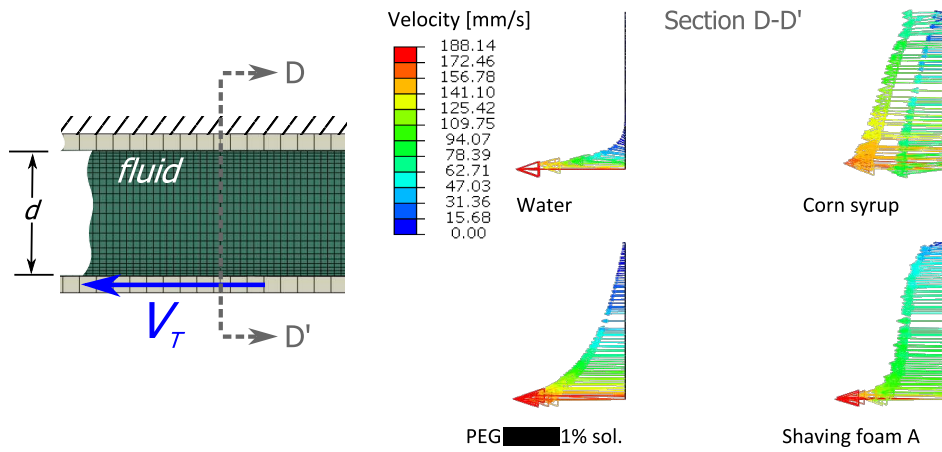 Velocity [mm/s]
188.14
172.46
156.78
141.10
125.42
109.75
94.07
78.39
62.71
47.03
31.36
15.68
0.00
Section D-D'
D
fluid
d
V_T
D'
Water
Corn syrup
PEG 1% sol.
Shaving foam A